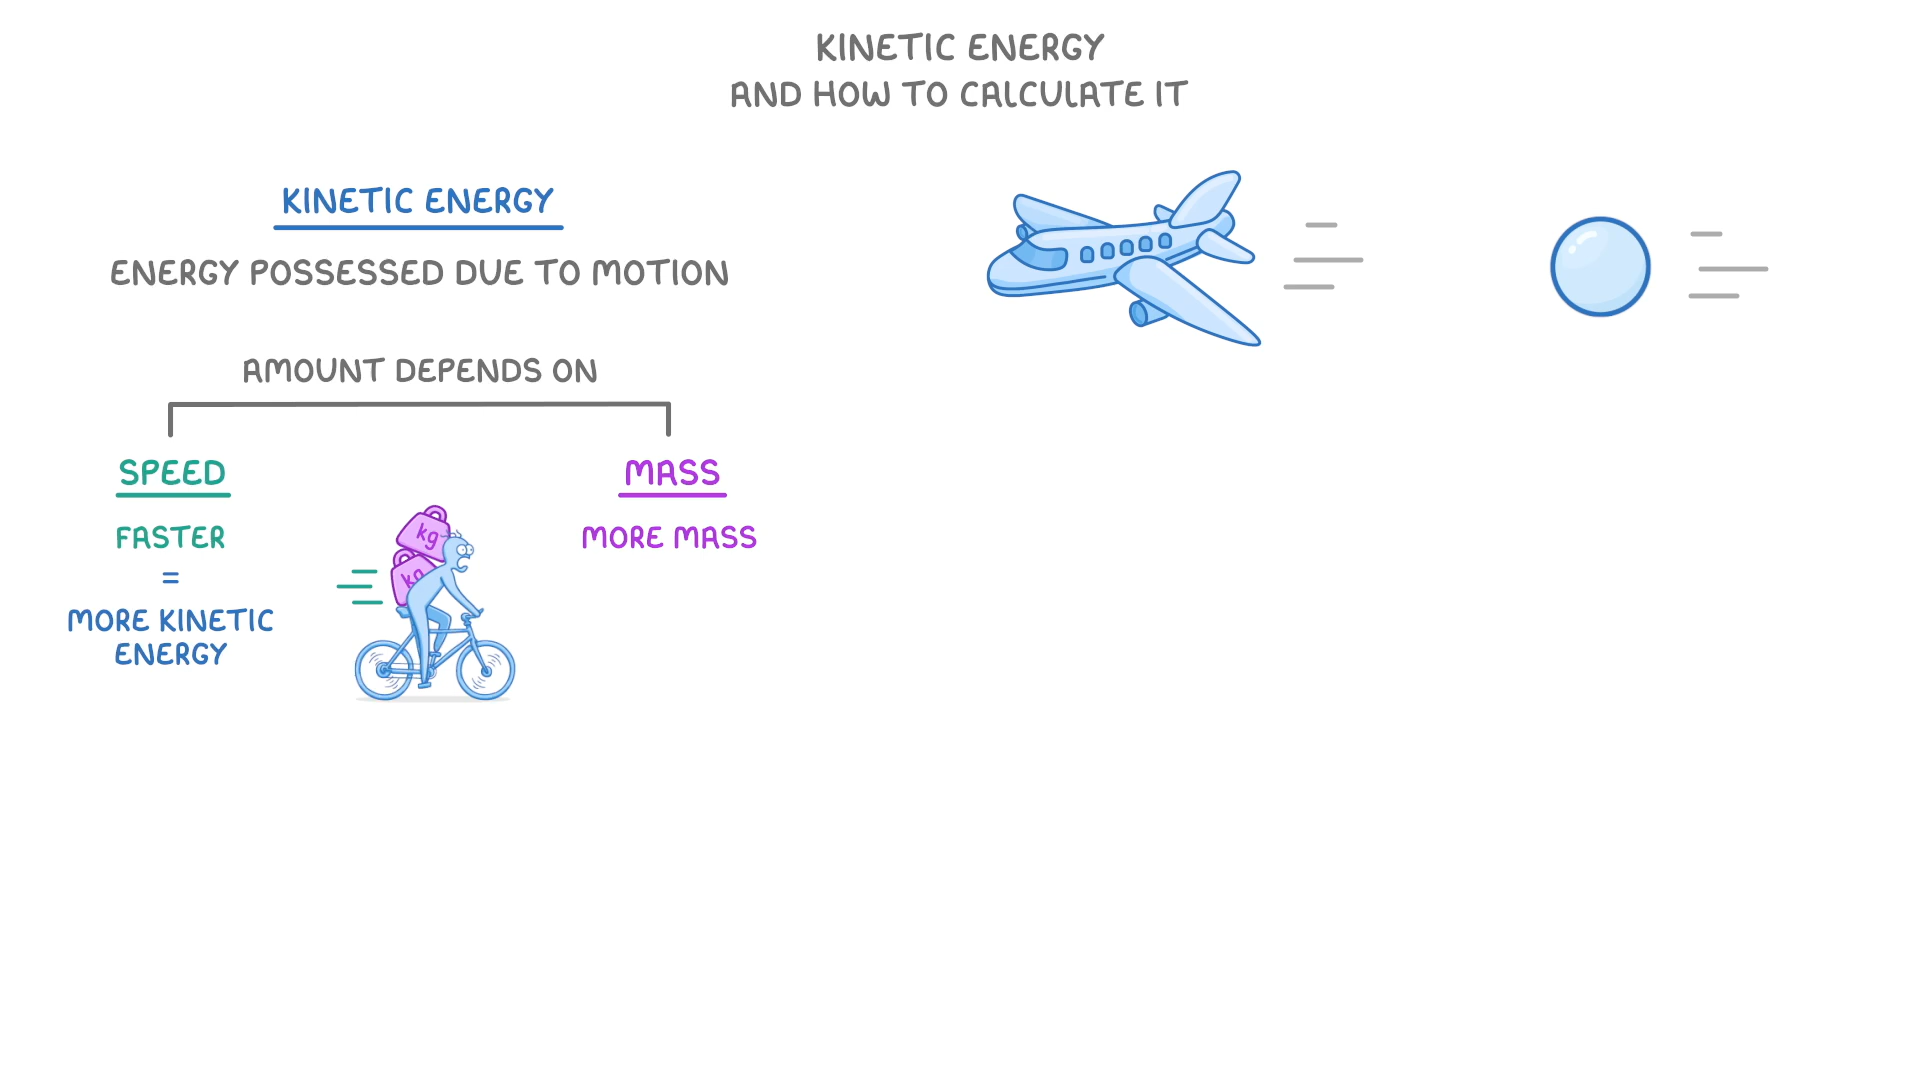 KINETIC ENERGY
AND HOW TO CALCULATE IT
KINETIC ENERGY
ENERGY POSSESSED DUE TO MOTION
AMOUNT DEPENDS ON
SPEED
MASS
FASTER
=
MORE KINETIC
ENERGY
MORE MASS
kg
kg